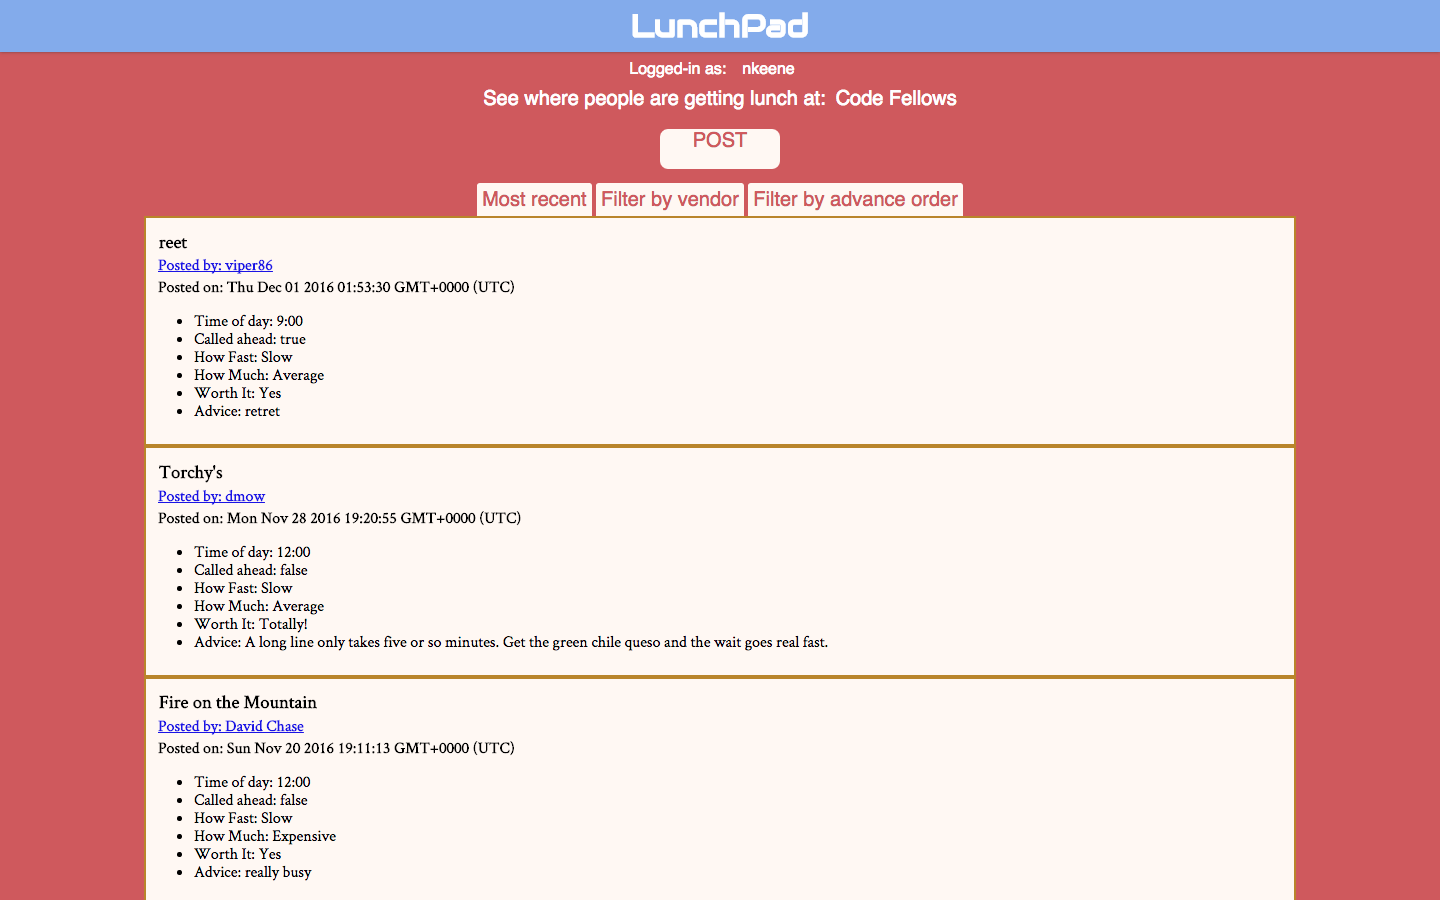 LunchPad
Logged-in as: nkeene
See where people are getting lunch at: Code Fellows
POST
Most recent Filter by vendor Filter by advance order
reet
Posted by: viper86
Posted on: Thu Dec 01 2016 01:53:30 GMT+0000 (UTC)
Time of day: 9:00
Called ahead: true
How Fast: Slow
How Much: Average
Worth It: Yes
Advice: retret
Torchy's
Posted by: dmow
Posted on: Mon Nov 28 2016 19:20:55 GMT+0000 (UTC)
Time of day: 12:00
Called ahead: false
How Fast: Slow
How Much: Average
Worth It: Totally!
Advice: A long line only takes five or so minutes. Get the green chile queso and the wait goes real fast.
Fire on the Mountain
Posted by: David Chase
Posted on: Sun Nov 20 2016 19:11:13 GMT+0000 (UTC)
Time of day: 12:00
Called ahead: false
How Fast: Slow
How Much: Expensive
Worth It: Yes
Advice: really busy